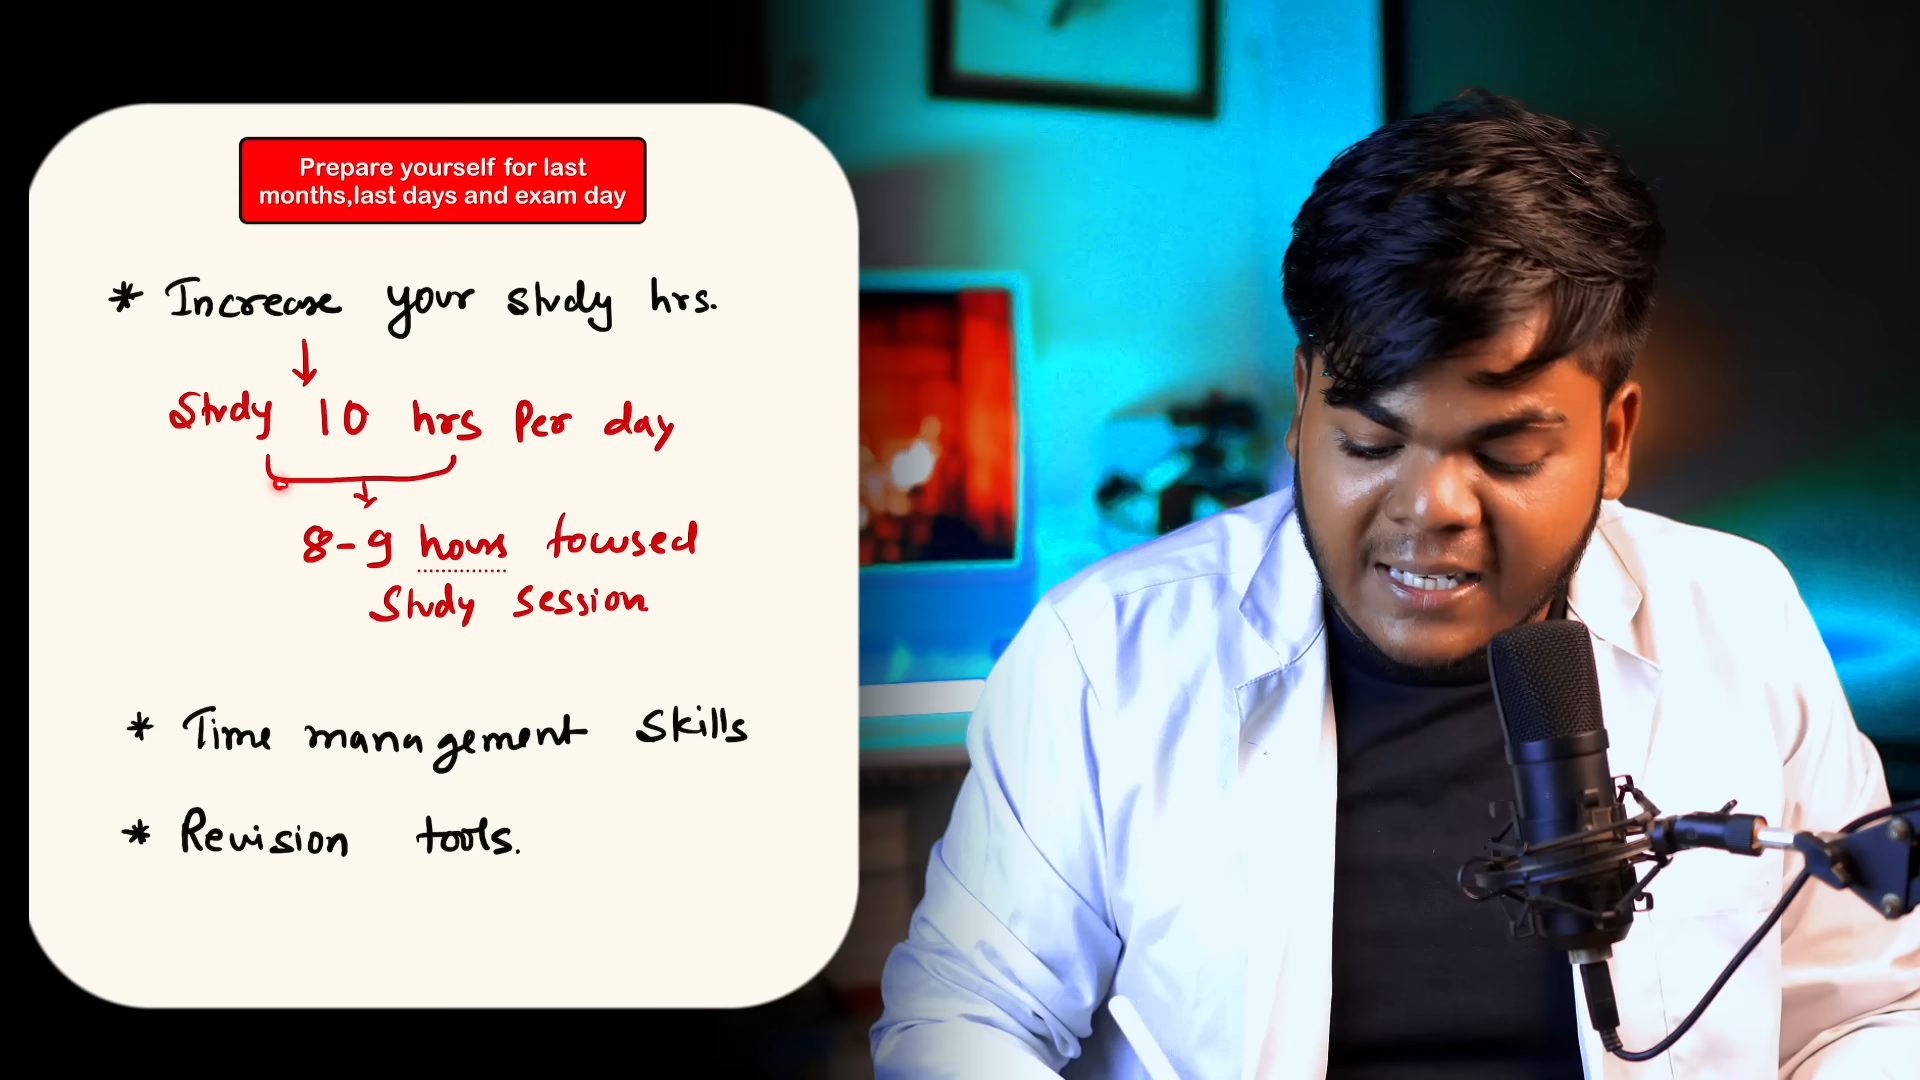 Prepare yourself for last
months,last days and exam day
* Increase your study hrs.
Study 10 hrs Per day
8-9 hours focused
Study session
* Time management skills
* Revision tools.